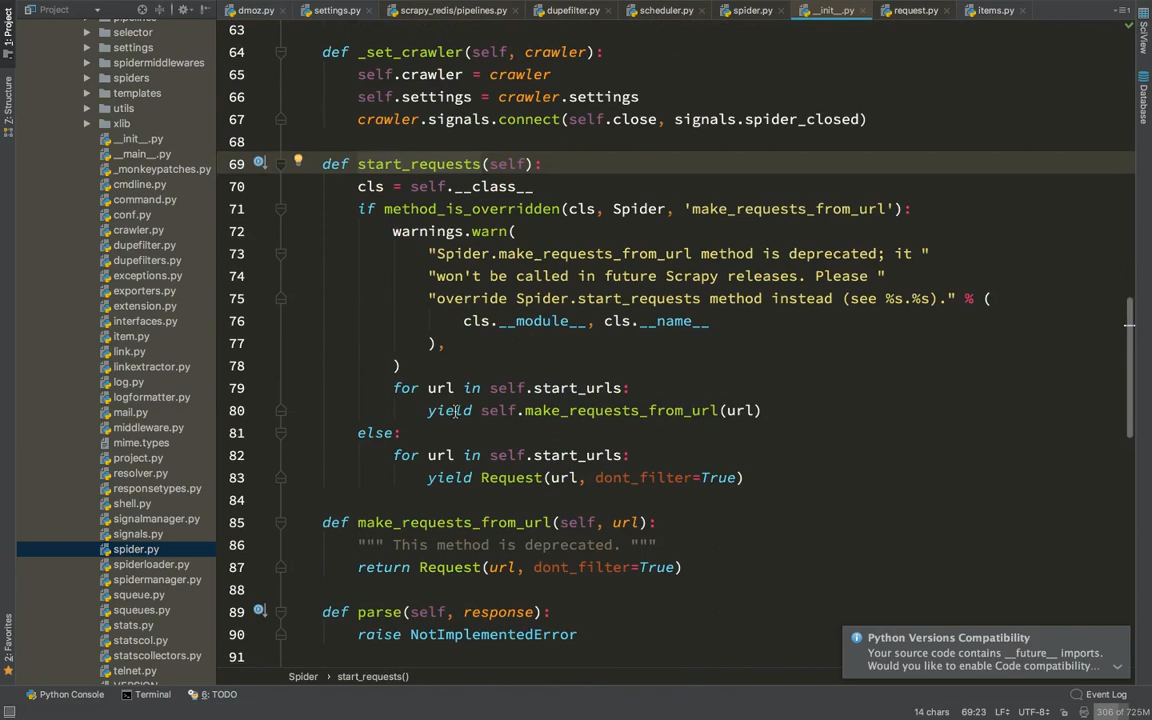 Project
dmoz.py
settings.py
scrapy_redis/pipelines.py
dupefilter.py
scheduler.py
spider.py
__init__.py
request.py
items.py
1: Project
7: Structure
2: Favorites
SciView
Database
selector
settings
spidermiddlewares
spiders
templates
utils
xlib
__init__.py
__main__.py
_monkeypatches.py
cmdline.py
command.py
conf.py
crawler.py
dupefilter.py
dupefilters.py
exceptions.py
exporters.py
extension.py
interfaces.py
item.py
link.py
linkextractor.py
log.py
logformatter.py
mail.py
middleware.py
mime.types
project.py
resolver.py
responsetypes.py
shell.py
signalmanager.py
signals.py
spider.py
spiderloader.py
spidermanager.py
squeue.py
squeues.py
stats.py
statscol.py
statscollectors.py
telnet.py
63
64 def _set_crawler(self, crawler):
65 self.crawler = crawler
66 self.settings = crawler.settings
67 crawler.signals.connect(self.close, signals.spider_closed)
68
69 def start_requests(self):
70 cls = self.__class__
71 if method_is_overridden(cls, Spider, 'make_requests_from_url'):
72 warnings.warn(
73 "Spider.make_requests_from_url method is deprecated; it "
74 "won't be called in future Scrapy releases. Please "
75 "override Spider.start_requests method instead (see %s.%s)." % (
76 cls.__module__, cls.__name__
77 ),
78 )
79 for url in self.start_urls:
80 yield self.make_requests_from_url(url)
81 else:
82 for url in self.start_urls:
83 yield Request(url, dont_filter=True)
84
85 def make_requests_from_url(self, url):
86 """ This method is deprecated. """
87 return Request(url, dont_filter=True)
88
89 def parse(self, response):
90 raise NotImplementedError
91
Python Versions Compatibility
Your source code contains __future__ imports.
Would you like to enable Code compatibility...
Spider start_requests()
Python Console
Terminal
6: TODO
Event Log
14 chars 69:23 LF÷ UTF-8÷ 306 of 725M